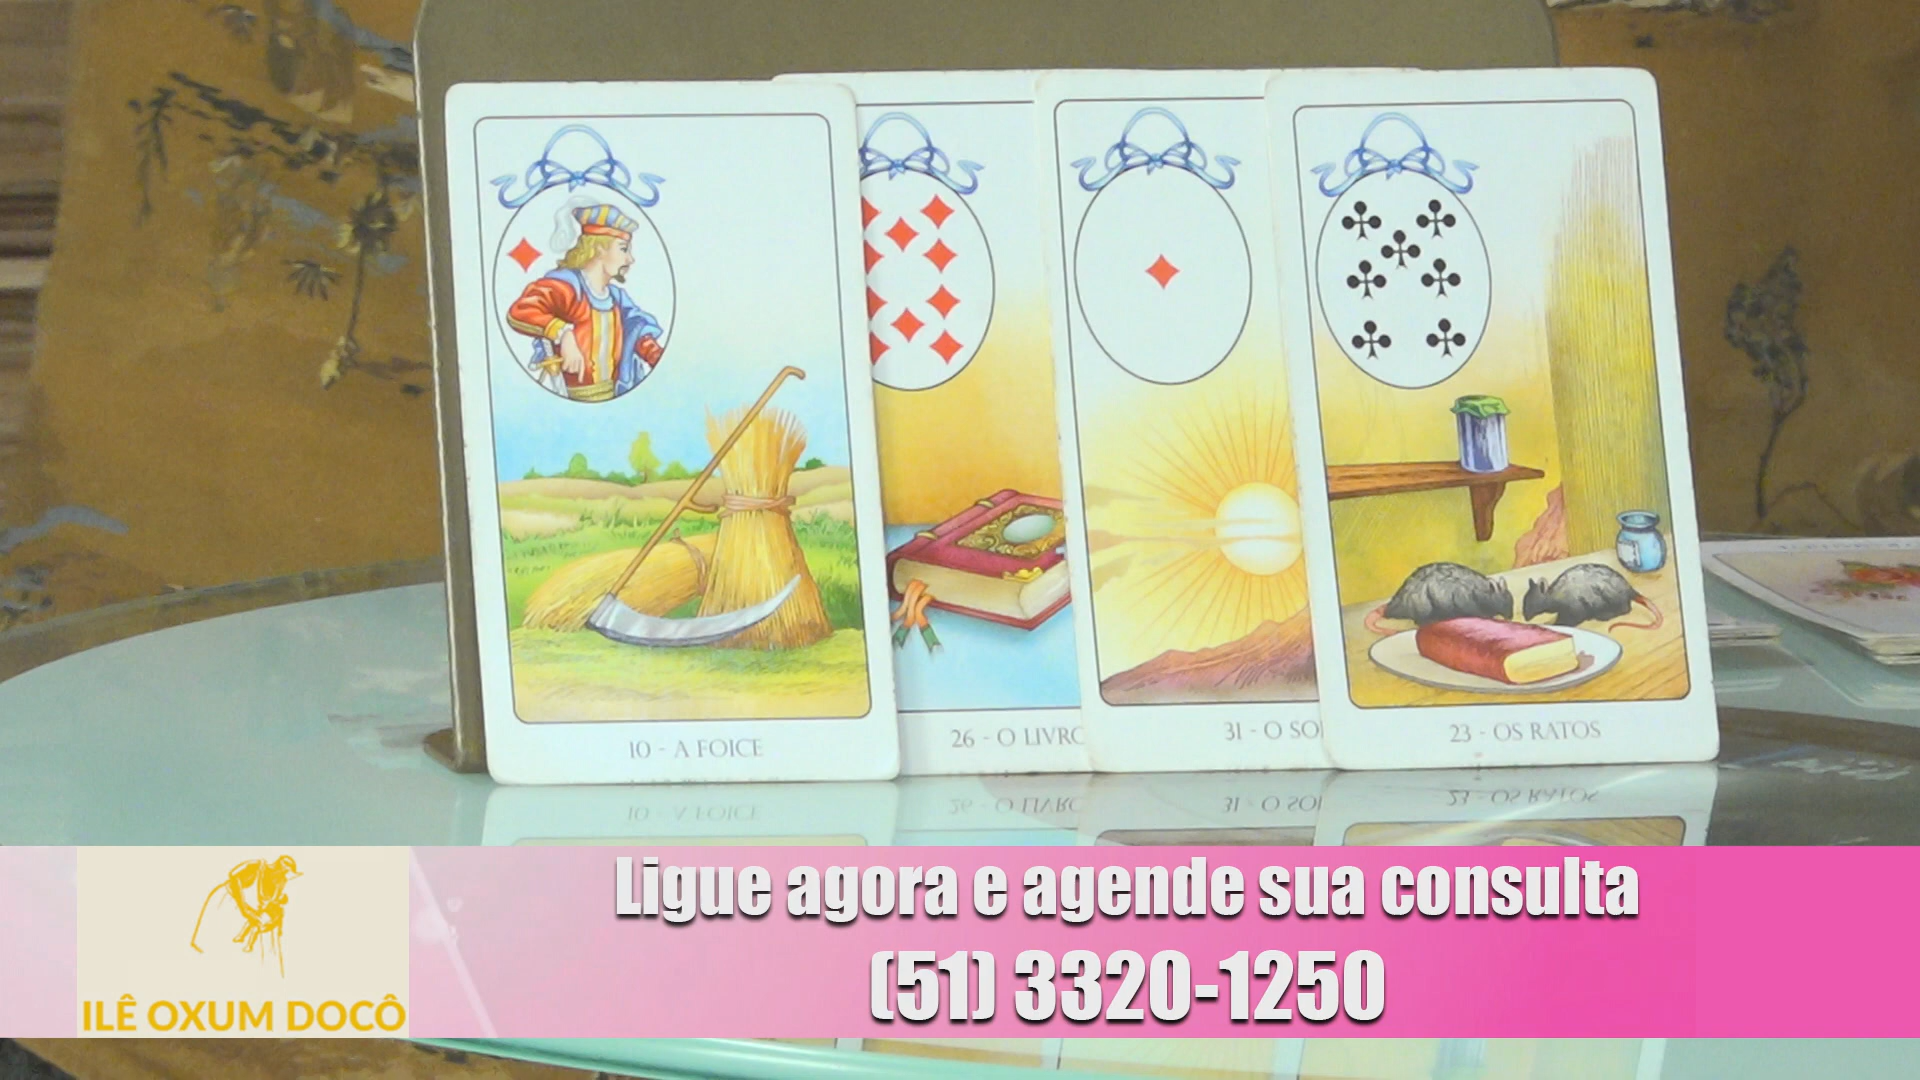 10 - A FOICE
26 - O LIVRO
31 - O SOL
23 - OS RATOS
Ligue agora e agende sua consulta
(51) 3320-1250
ILÊ OXUM DOCÔ